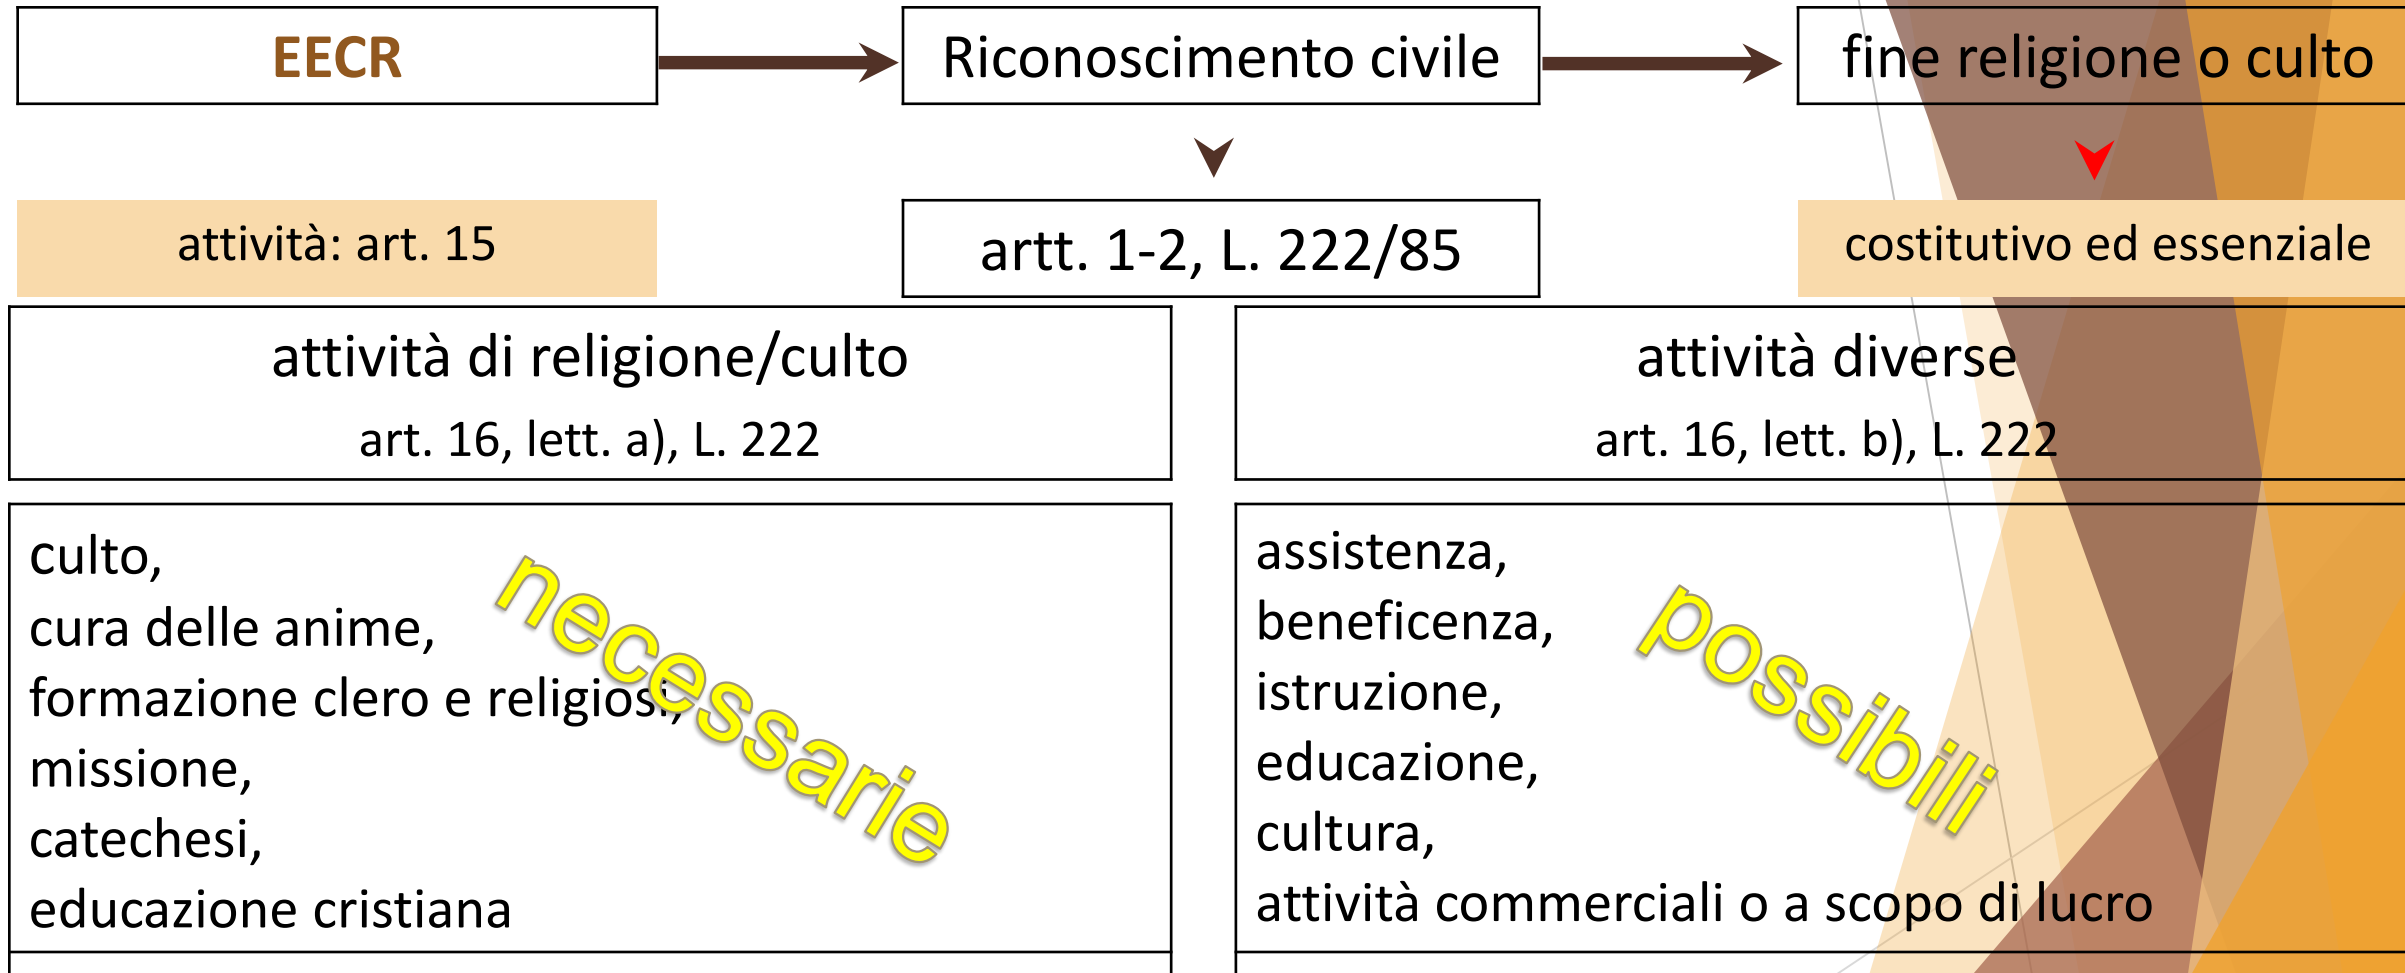 EECR
Riconoscimento civile
fine religione o culto
attività: art. 15
artt. 1-2, L. 222/85
costitutivo ed essenziale
attività di religione/culto
art. 16, lett. a), L. 222
attività diverse
art. 16, lett. b), L. 222
culto,
cura delle anime,
formazione clero e religiosi,
missione,
catechesi,
educazione cristiana
necessarie
assistenza,
beneficenza,
istruzione,
educazione,
cultura,
attività commerciali o a scopo di lucro
possibili